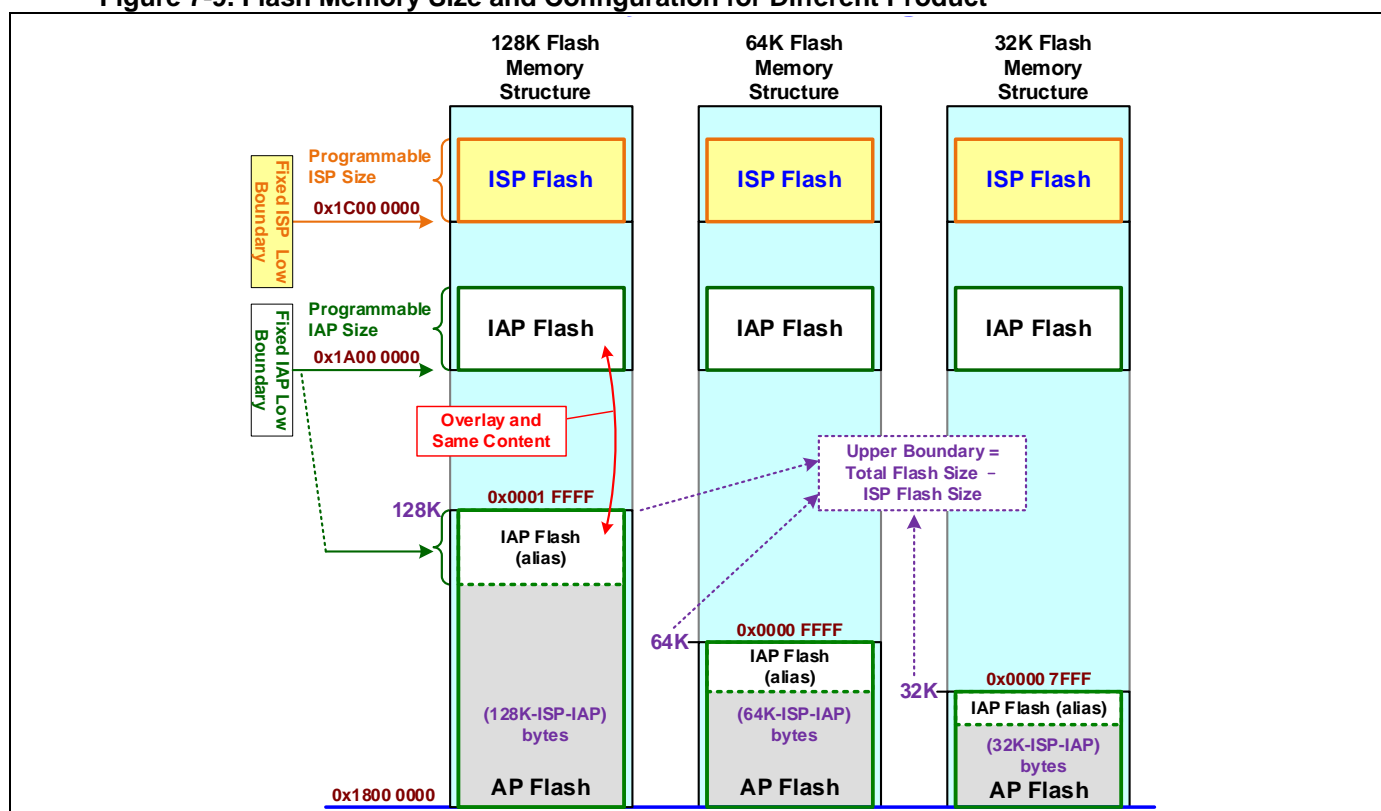 Figure 7-5. Flash Memory Size and Configuration for Different Product
128K Flash
Memory
Structure
64K Flash
Memory
Structure
32K Flash
Memory
Structure
Fixed ISP Low
Boundary
Programmable
ISP Size
0x1C00 0000
ISP Flash
ISP Flash
ISP Flash
Fixed IAP Low
Boundary
Programmable
IAP Size
0x1A00 0000
IAP Flash
IAP Flash
IAP Flash
Overlay and
Same Content
Upper Boundary =
Total Flash Size –
ISP Flash Size
128K
0x0001 FFFF
IAP Flash
(alias)
64K
0x0000 FFFF
IAP Flash
(alias)
32K
0x0000 7FFF
IAP Flash (alias)
(128K-ISP-IAP)
bytes
(64K-ISP-IAP)
bytes
(32K-ISP-IAP)
bytes
AP Flash
AP Flash
AP Flash
0x1800 0000